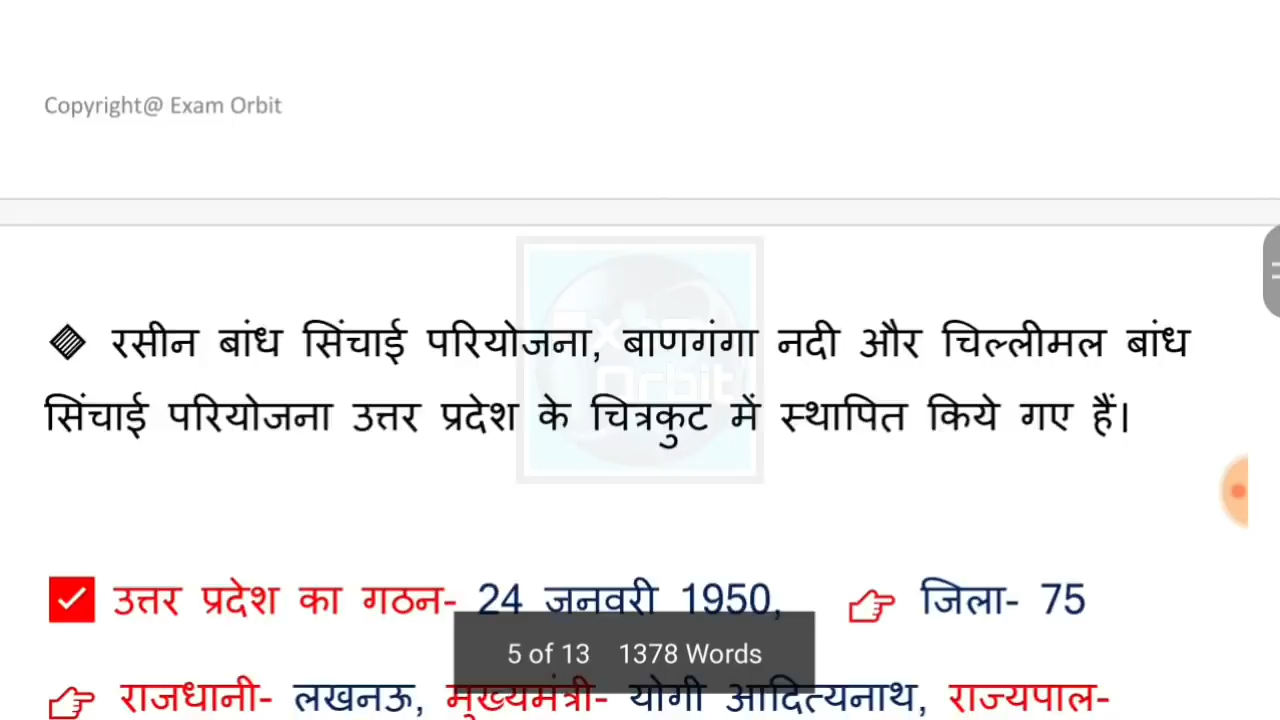 Copyright@ Exam Orbit
रसीन बांध सिंचाई परियोजना, बाणगंगा नदी और चिल्लीमल बांध
सिंचाई परियोजना उत्तर प्रदेश के चित्रकुट में स्थापित किये गए हैं।
उत्तर प्रदेश का गठन- 24 जनवरी 1950, जिला- 75
5 of 13 1378 Words
राजधानी- लखनऊ, मुख्यमंत्री- योगी आदित्यनाथ, राज्यपाल-